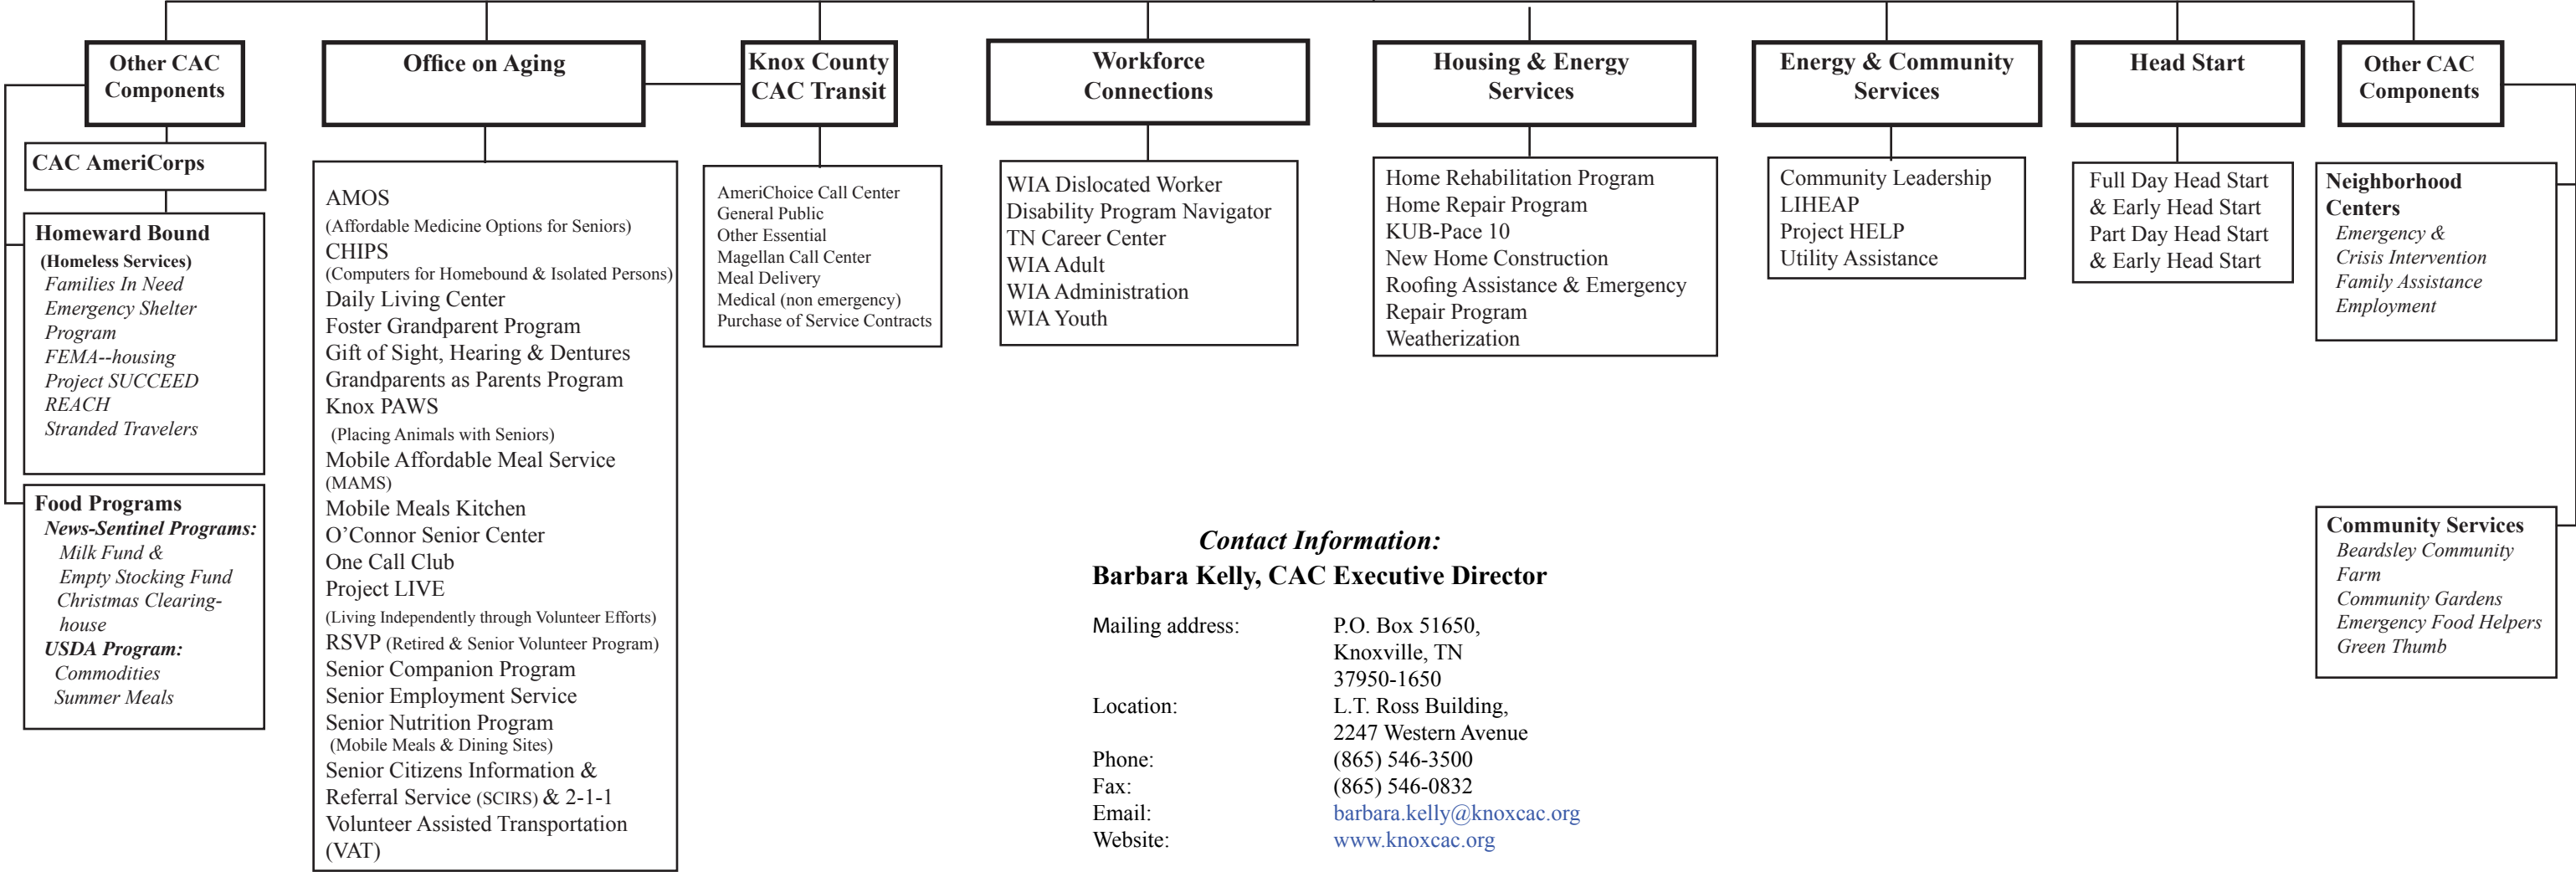 Other CAC
Components
CAC AmeriCorps
Homeward Bound
(Homeless Services)
Families In Need
Emergency Shelter
Program
FEMA--housing
Project SUCCEED
REACH
Stranded Travelers
Food Programs
News-Sentinel Programs:
Milk Fund &
Empty Stocking Fund
Christmas Clearing-
house
USDA Program:
Commodities
Summer Meals
Office on Aging
AMOS
(Affordable Medicine Options for Seniors)
CHIPS
(Computers for Homebound & Isolated Persons)
Daily Living Center
Foster Grandparent Program
Gift of Sight, Hearing & Dentures
Grandparents as Parents Program
Knox PAWS
(Placing Animals with Seniors)
Mobile Affordable Meal Service
(MAMS)
Mobile Meals Kitchen
O’Connor Senior Center
One Call Club
Project LIVE
(Living Independently through Volunteer Efforts)
RSVP (Retired & Senior Volunteer Program)
Senior Companion Program
Senior Employment Service
Senior Nutrition Program
(Mobile Meals & Dining Sites)
Senior Citizens Information &
Referral Service (SCIRS) & 2-1-1
Volunteer Assisted Transportation
(VAT)
Knox County
CAC Transit
AmeriChoice Call Center
General Public
Other Essential
Magellan Call Center
Meal Delivery
Medical (non emergency)
Purchase of Service Contracts
Workforce
Connections
WIA Dislocated Worker
Disability Program Navigator
TN Career Center
WIA Adult
WIA Administration
WIA Youth
Housing & Energy
Services
Home Rehabilitation Program
Home Repair Program
KUB-Pace 10
New Home Construction
Roofing Assistance & Emergency
Repair Program
Weatherization
Energy & Community
Services
Community Leadership
LIHEAP
Project HELP
Utility Assistance
Head Start
Full Day Head Start
& Early Head Start
Part Day Head Start
& Early Head Start
Other CAC
Components
Neighborhood
Centers
Emergency &
Crisis Intervention
Family Assistance
Employment
Community Services
Beardsley Community
Farm
Community Gardens
Emergency Food Helpers
Green Thumb
Contact Information:
Barbara Kelly, CAC Executive Director
Mailing address: P.O. Box 51650,
Knoxville, TN
37950-1650
Location: L.T. Ross Building,
2247 Western Avenue
Phone: (865) 546-3500
Fax: (865) 546-0832
Email: barbara.kelly@knoxcac.org
Website: www.knoxcac.org